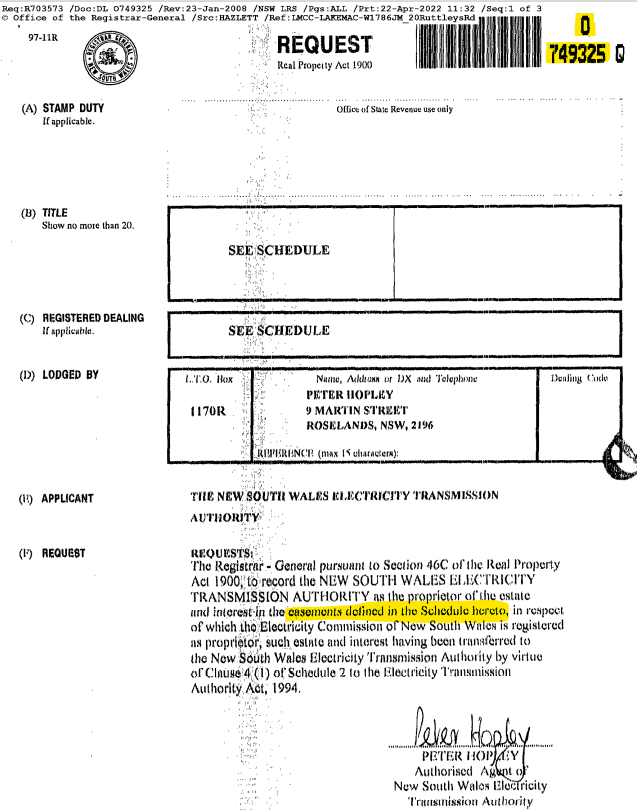 Req:R703573 /Doc:DL O749325 /Rev:23-Jan-2008 /NSW LRS /Pgs:ALL /Prt:22-Apr-2022 11:32 /Seq:1 of 3
© Office of the Registrar-General /Src:HAZLETT /Ref:LMCC-LAKEMAC-W1786JM_20RuttleysRd
97-11R
REGISTRAR GENERAL
NEW SOUTH WALES
REQUEST
Real Property Act 1900
O
749325 Q
(A) STAMP DUTY
If applicable.
Office of State Revenue use only
(B) TITLE
Show no more than 20.
SEE SCHEDULE
(C) REGISTERED DEALING
If applicable.
SEE SCHEDULE
(D) LODGED BY
L.T.O. Box
1170R
Name, Address or DX and Telephone
PETER HOPLEY
9 MARTIN STREET
ROSELANDS, NSW, 2196
REFERENCE (max 15 characters):
Dealing Code
(E) APPLICANT
THE NEW SOUTH WALES ELECTRICITY TRANSMISSION
AUTHORITY
(F) REQUEST
REQUESTS:
The Registrar - General pursuant to Section 46C of the Real Property
Act 1900, to record the NEW SOUTH WALES ELECTRICITY
TRANSMISSION AUTHORITY as the proprietor of the estate
and interest in the easements defined in the Schedule hereto, in respect
of which the Electricity Commission of New South Wales is registered
as proprietor, such estate and interest having been transferred to
the New South Wales Electricity Transmission Authority by virtue
of Clause 4 (1) of Schedule 2 to the Electricity Transmission
Authority Act, 1994.
Peter Hopley
PETER HOPLEY
Authorised Agent of
New South Wales Electricity
Transmission Authority